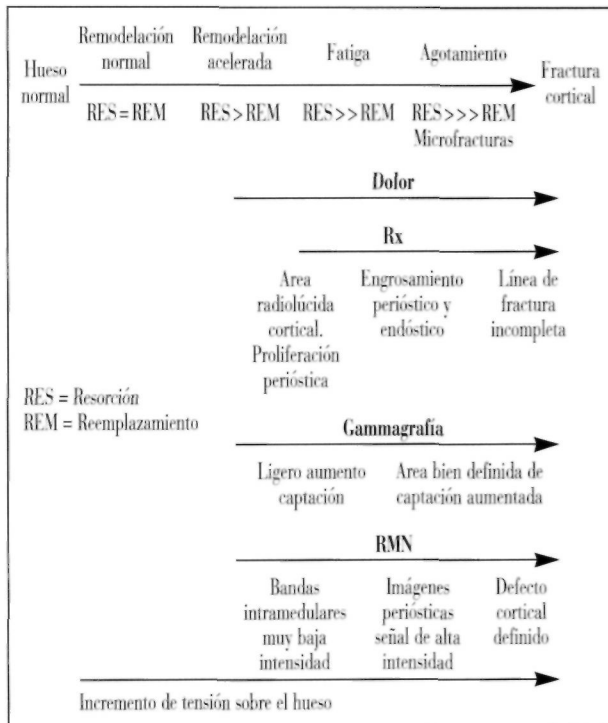 Hueso normal
Remodelación normal
Remodelación acelerada
Fatiga
Agotamiento
Fractura cortical
RES=REM
RES>REM
RES>>REM
RES>>>REM
Microfracturas
Dolor
Rx
Area radiolúcida cortical. Proliferación perióstica
Engrosamiento perióstico y endóstico
Línea de fractura incompleta
RES = Resorción
REM = Reemplazamiento
Gammagrafía
Ligero aumento captación
Area bien definida de captación aumentada
RMN
Bandas intramedulares muy baja intensidad
Imágenes periósticas señal de alta intensidad
Defecto cortical definido
Incremento de tensión sobre el hueso